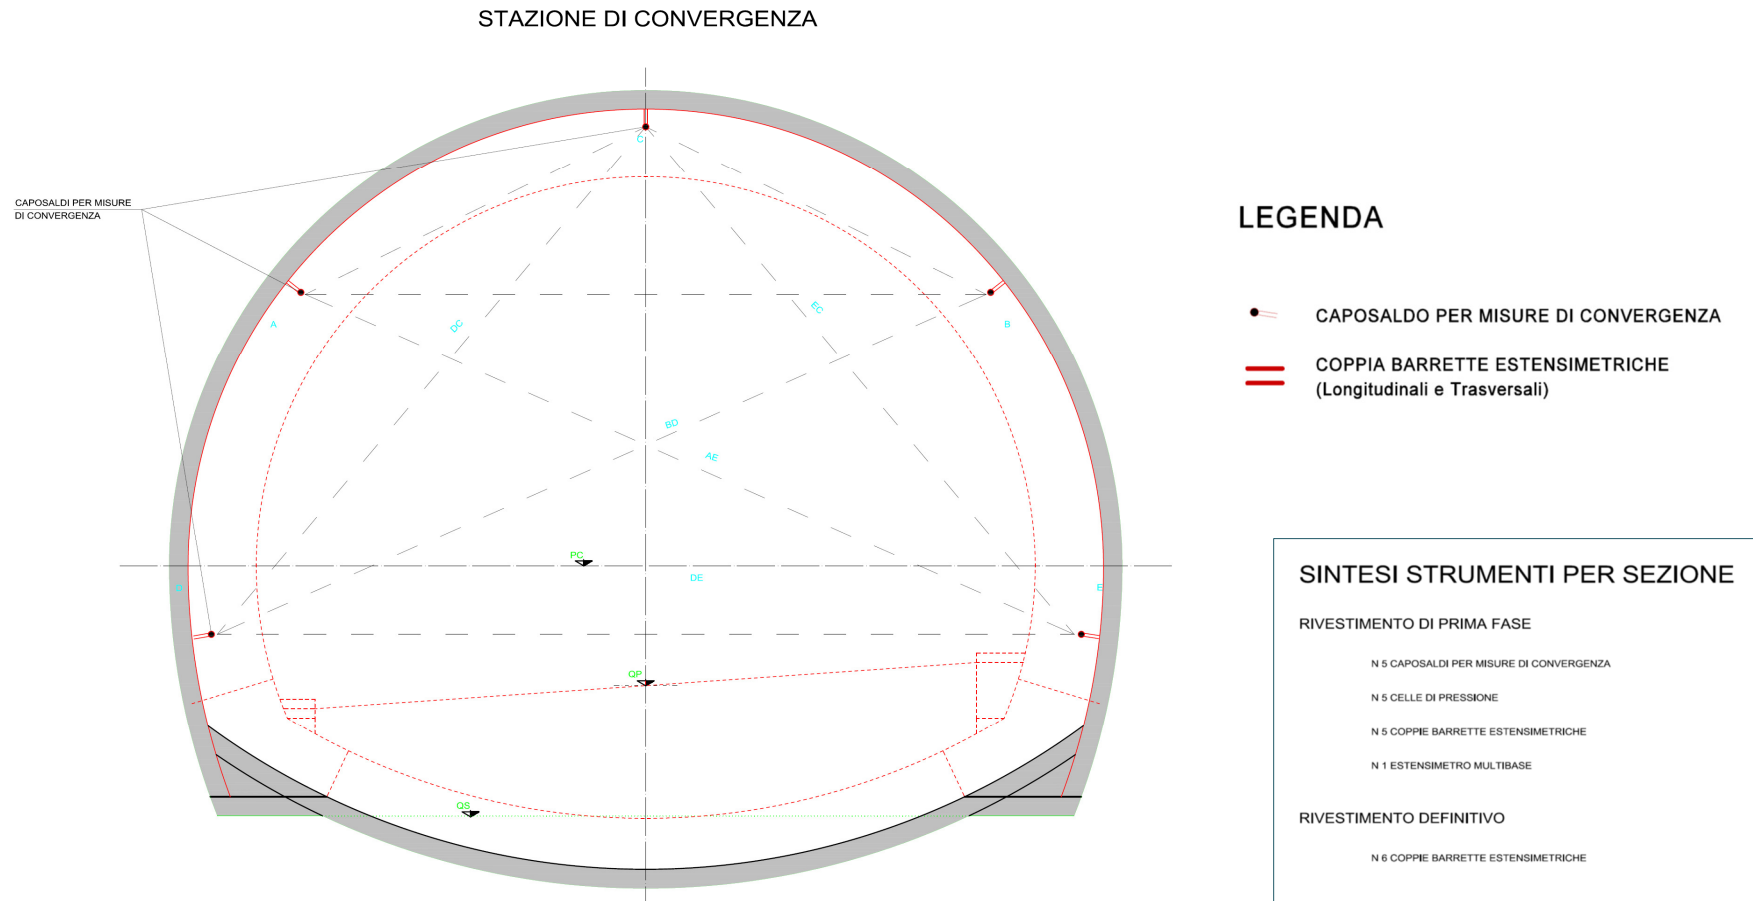 STAZIONE DI CONVERGENZA
CAPOSALDI PER MISURE
DI CONVERGENZA
C
A
B
DC
EC
BD
AE
PC
DE
D
E
QP
QS
LEGENDA
CAPOSALDO PER MISURE DI CONVERGENZA
COPPIA BARRETTE ESTENSIMETRICHE
(Longitudinali e Trasversali)
SINTESI STRUMENTI PER SEZIONE
RIVESTIMENTO DI PRIMA FASE
N 5 CAPOSALDI PER MISURE DI CONVERGENZA
N 5 CELLE DI PRESSIONE
N 5 COPPIE BARRETTE ESTENSIMETRICHE
N 1 ESTENSIMETRO MULTIBASE
RIVESTIMENTO DEFINITIVO
N 6 COPPIE BARRETTE ESTENSIMETRICHE